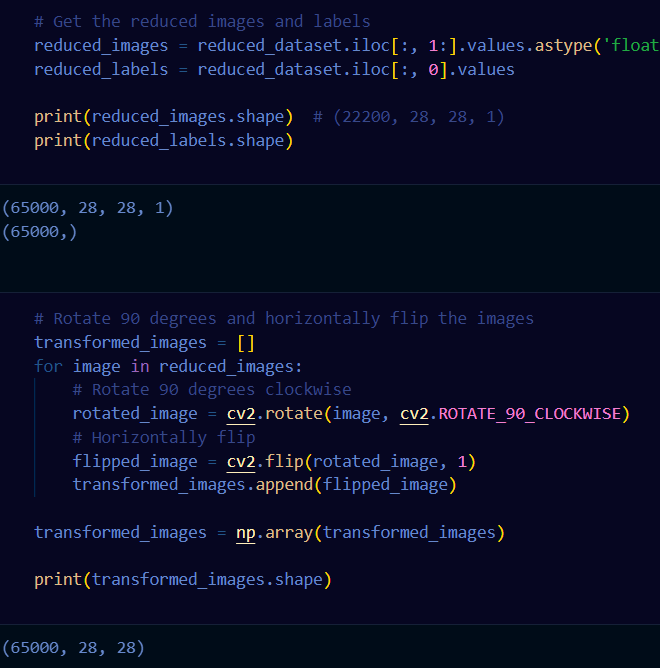 # Get the reduced images and labels
reduced_images = reduced_dataset.iloc[:, 1:].values.astype('float
reduced_labels = reduced_dataset.iloc[:, 0].values
print(reduced_images.shape)  # (22200, 28, 28, 1)
print(reduced_labels.shape)
(65000, 28, 28, 1)
(65000,)
# Rotate 90 degrees and horizontally flip the images
transformed_images = []
for image in reduced_images:
# Rotate 90 degrees clockwise
rotated_image = cv2.rotate(image, cv2.ROTATE_90_CLOCKWISE)
# Horizontally flip
flipped_image = cv2.flip(rotated_image, 1)
transformed_images.append(flipped_image)
transformed_images = np.array(transformed_images)
print(transformed_images.shape)
(65000, 28, 28)